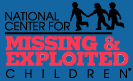 NATIONAL
CENTER FOR
MISSING &
EXPLOITED
CHILDREN